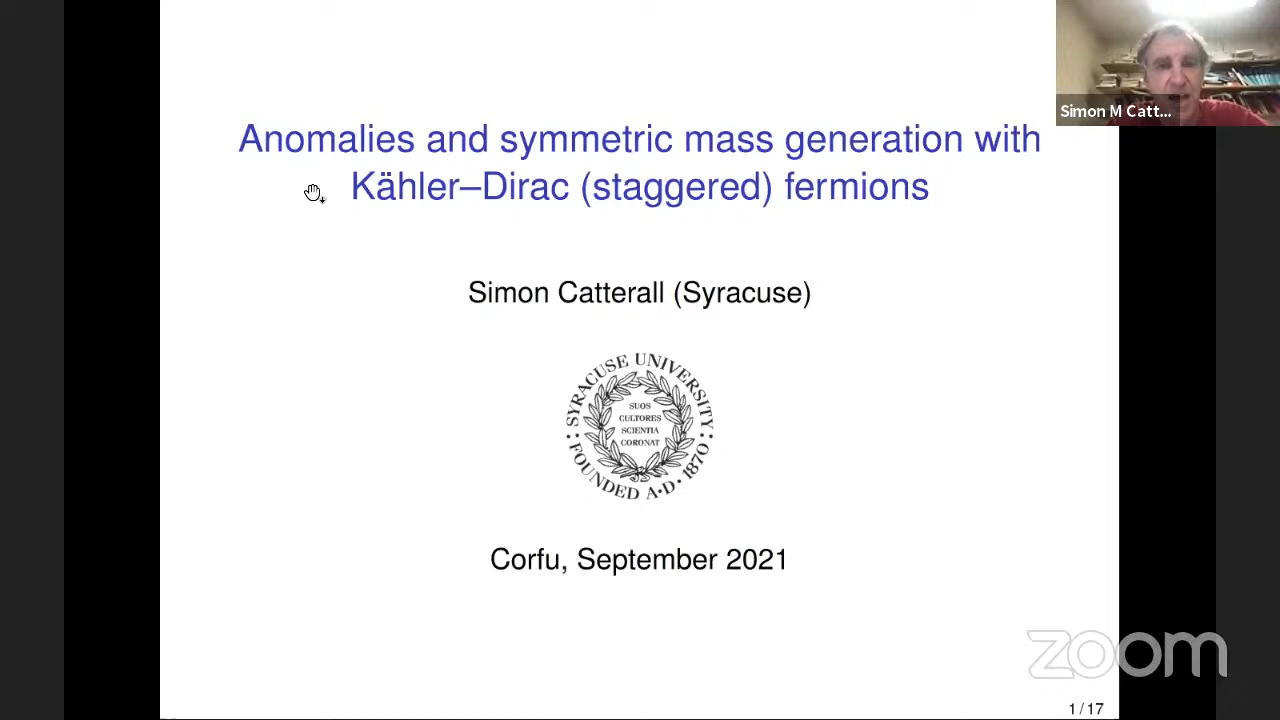 Anomalies and symmetric mass generation with
Kähler–Dirac (staggered) fermions
Simon M Catt...
Simon Catterall (Syracuse)
SYRACUSE UNIVERSITY
SUOS
CULTORES
SCIENTIA
CORONAT
FOUNDED A·D·1870
Corfu, September 2021
zoom
1 / 17